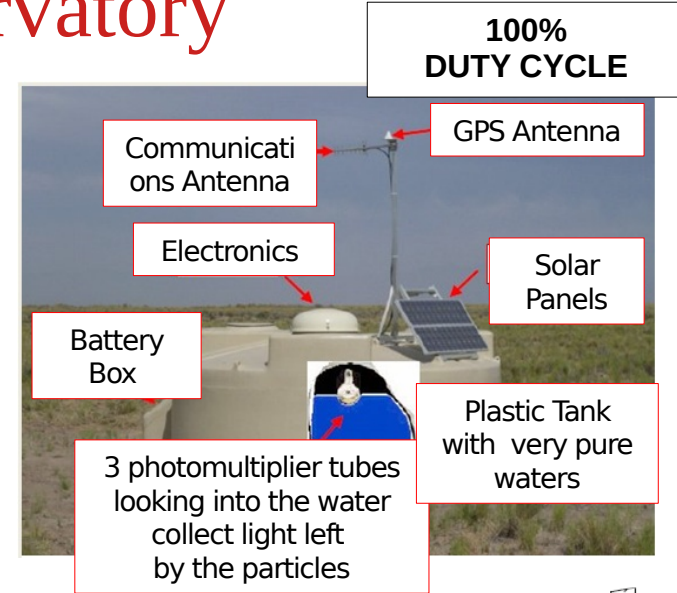 rvatory
100%
DUTY CYCLE
GPS Antenna
Communicati
ons Antenna
Electronics
Solar
Panels
Battery
Box
Plastic Tank
with very pure
waters
3 photomultiplier tubes
looking into the water
collect light left
by the particles